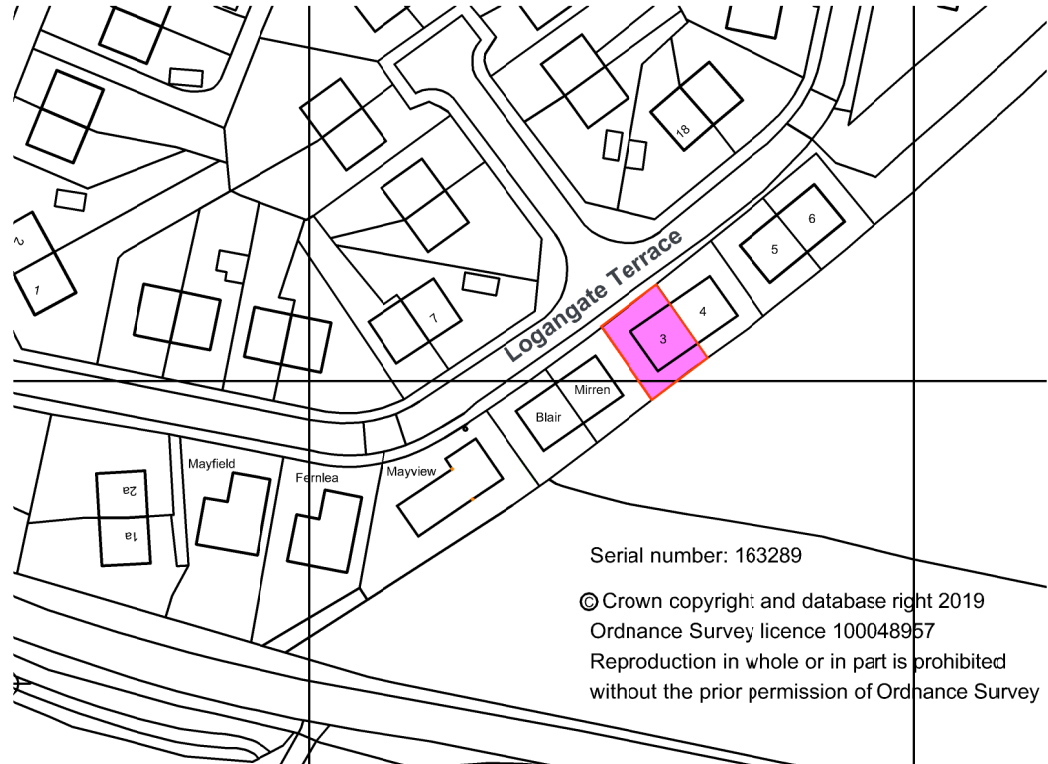 18
6
5
Logangate Terrace
4
3
7
2
1
Mirren
Blair
Mayfield
Fernlea
Mayview
2a
1a
Serial number: 163289
© Crown copyright and database right 2019
Ordnance Survey licence 100048957
Reproduction in whole or in part is prohibited
without the prior permission of Ordnance Survey